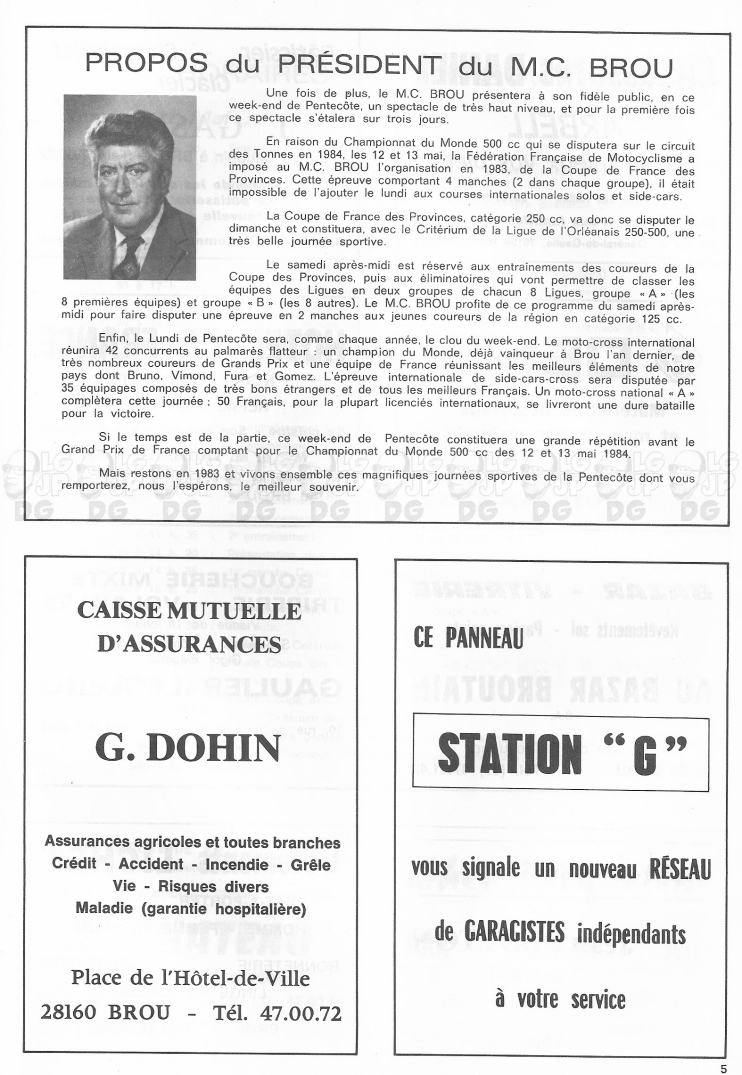 PROPOS du PRÉSIDENT du M.C. BROU
Une fois de plus, le M.C. BROU présentera à son fidèle public, en ce
week-end de Pentecôte, un spectacle de très haut niveau, et pour la première fois
ce spectacle s'étalera sur trois jours.
En raison du Championnat du Monde 500 cc qui se disputera sur le circuit
des Tonnes en 1984, les 12 et 13 mai, la Fédération Française de Motocyclisme a
imposé au M.C. BROU l'organisation en 1983, de la Coupe de France des
Provinces. Cette épreuve comportant 4 manches (2 dans chaque groupe), il était
impossible de l'ajouter le lundi aux courses internationales solos et side-cars.
La Coupe de France des Provinces, catégorie 250 cc, va donc se disputer le
dimanche et constituera, avec le Critérium de la Ligue de l'Orléanais 250-500, une
très belle journée sportive.
Le samedi après-midi est réservé aux entrainements des coureurs de la
Coupe des Provinces, puis aux éliminatoires qui vont permettre de classer les
équipes des Ligues en deux groupes de chacun 8 Ligues, groupe « A » (les
8 premières équipes) et groupe « B » (les 8 autres). Le M.C. BROU profite de ce programme du samedi après-
midi pour faire disputer une épreuve en 2 manches aux jeunes coureurs de la région en catégorie 125 cc.
Enfin, le Lundi de Pentecôte sera, comme chaque année, le clou du week-end. Le moto-cross international
réunira 42 concurrents au palmarès flatteur : un champion du Monde, déjà vainqueur à Brou l'an dernier, de
très nombreux coureurs de Grands Prix et une équipe de France réunissant les meilleurs éléments de notre
pays dont Bruno, Vimond, Fura et Gomez. L'épreuve internationale de side-cars-cross sera disputée par
35 équipages composés de très bons étrangers et de tous les meilleurs Français. Un moto-cross national « A »
complètera cette journée ; 50 Français, pour la plupart licenciés internationaux, se livreront une dure bataille
pour la victoire.
Si le temps est de la partie, ce week-end de Pentecôte constituera une grande répétition avant le
Grand Prix de France comptant pour le Championnat du Monde 500 cc des 12 et 13 mai 1984.
Mais restons en 1983 et vivons ensemble ces magnifiques journées sportives de la Pentecôte dont vous
remporterez, nous l'espérons, le meilleur souvenir.
CAISSE MUTUELLE
D'ASSURANCES
G. DOHIN
Assurances agricoles et toutes branches
Crédit - Accident - Incendie - Grêle
Vie - Risques divers
Maladie (garantie hospitalière)
Place de l'Hôtel-de-Ville
28160 BROU - Tél. 47.00.72
CE PANNEAU
STATION “G”
vous signale un nouveau RÉSEAU
de GARAGISTES indépendants
à votre service
5